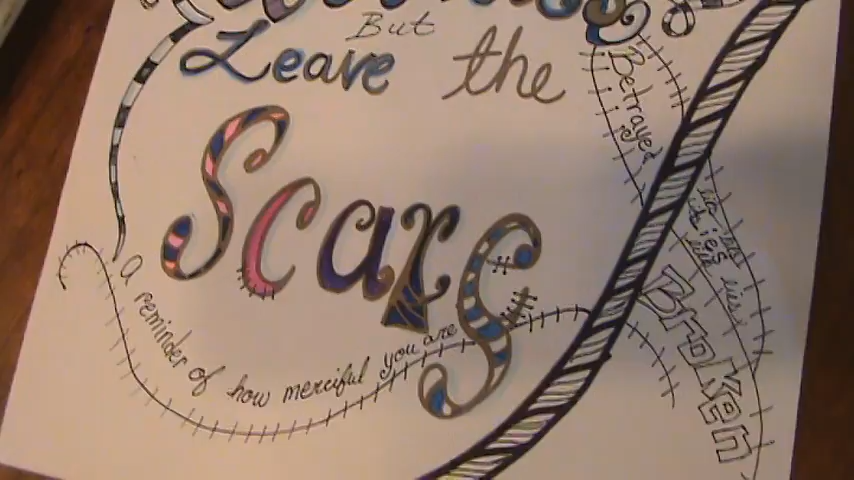 But
Leave the
Scars
A reminder of how merciful you are
Betrayed
Broken